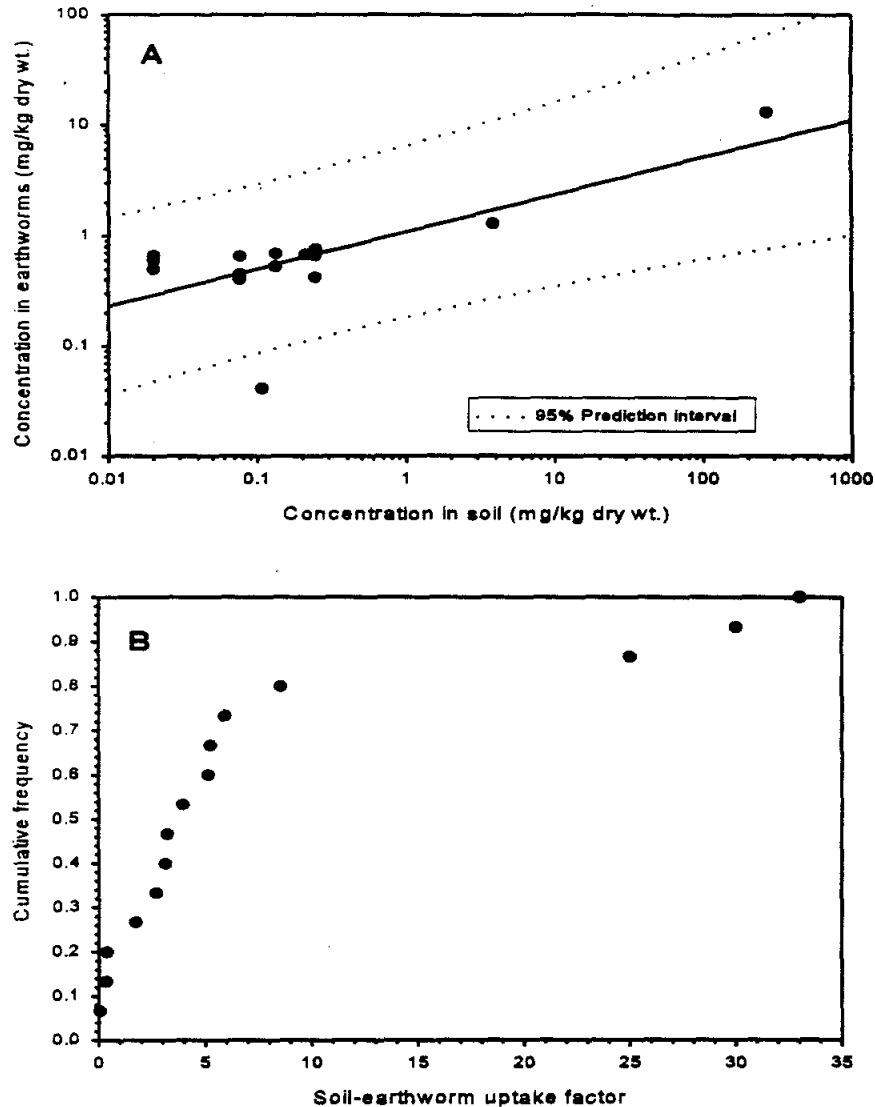 100
10
1
0.1
0.01
Concentration in earthworms (mg/kg dry wt.)
A
95% Prediction interval
0.01 0.1 1 10 100 1000
Concentration in soil (mg/kg dry wt.)
1.0
0.9
0.8
0.7
0.6
0.5
0.4
0.3
0.2
0.1
0.0
Cumulative frequency
B
0 5 10 15 20 25 30 35
Soil-earthworm uptake factor